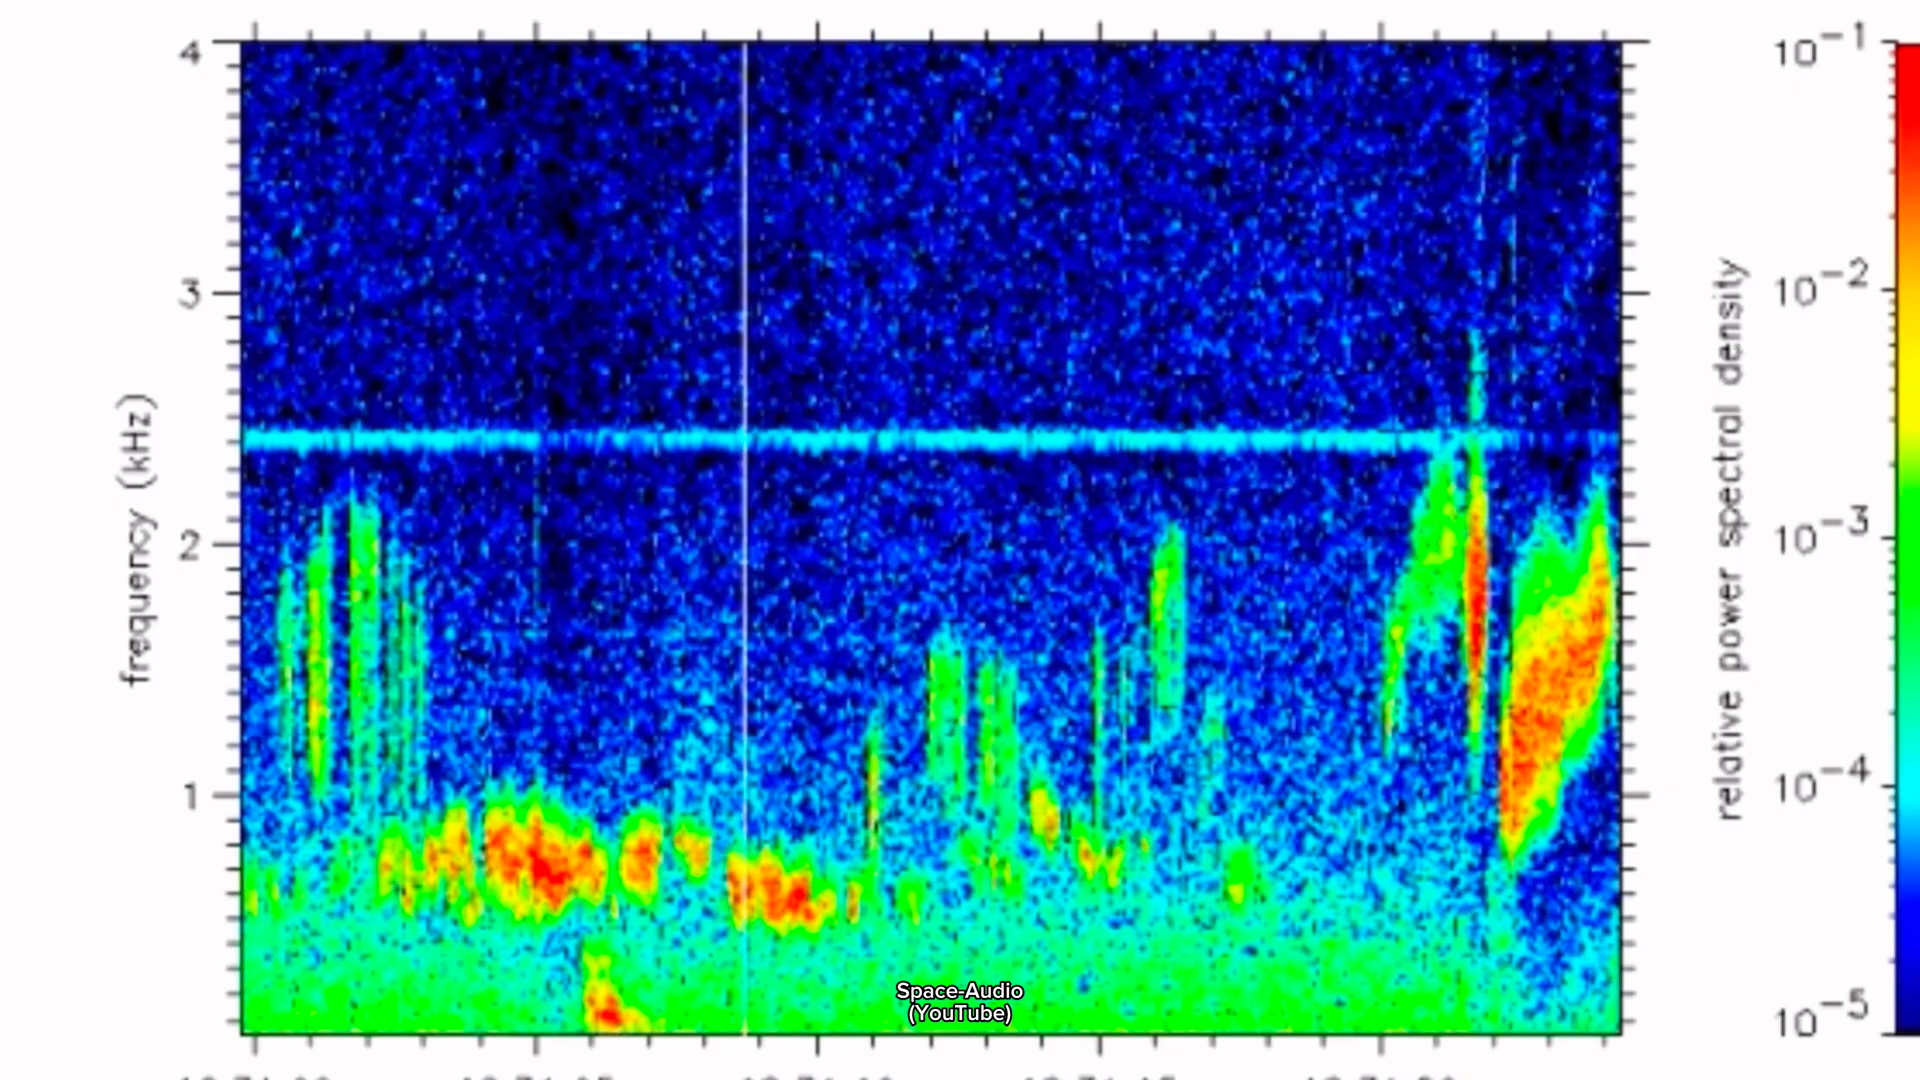 4
3
2
1
frequency (kHz)
relative power spectral density
10−1
10−2
10−3
10−4
10−5
Space-Audio
(YouTube)